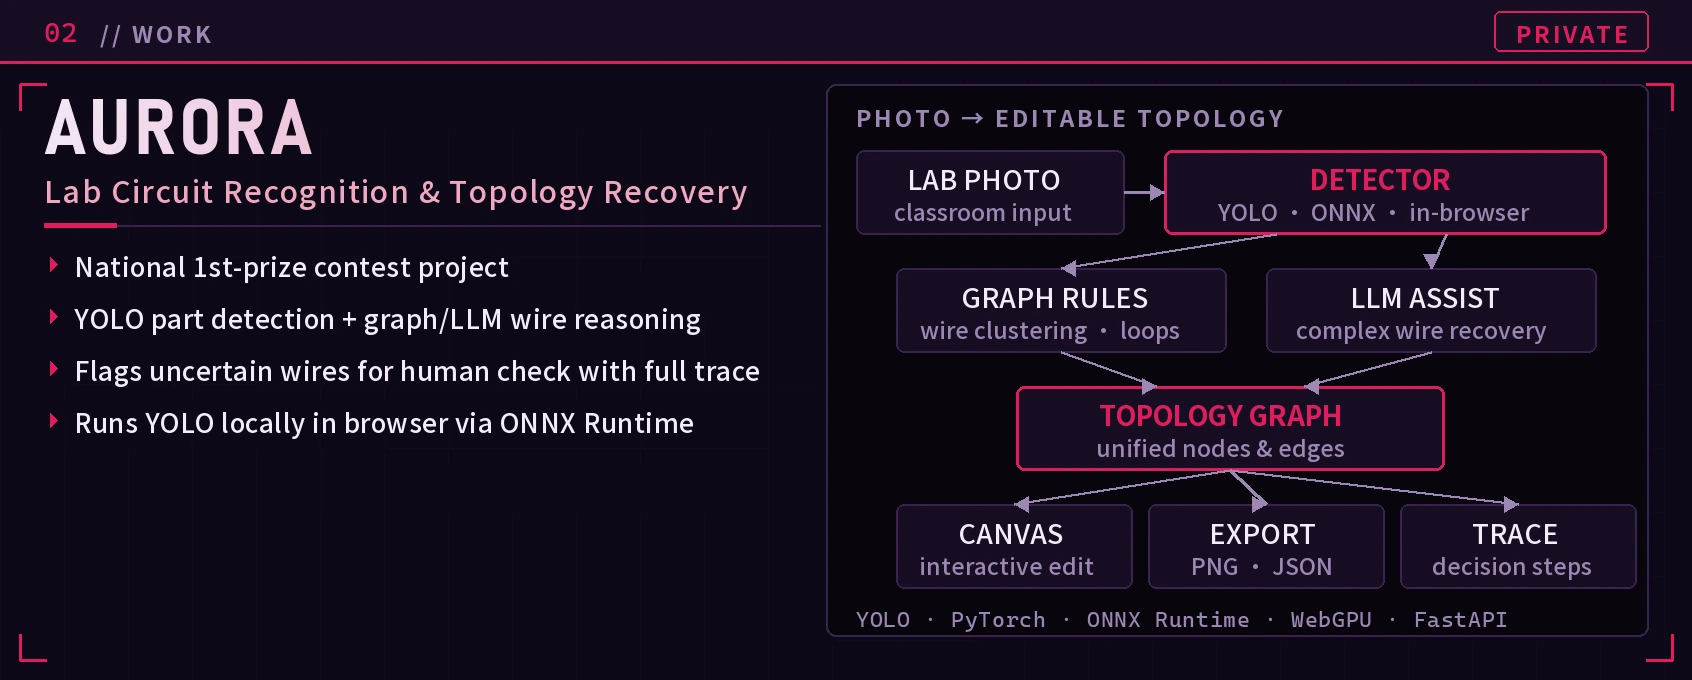 02 // WORK
PRIVATE
AURORA
Lab Circuit Recognition & Topology Recovery
National 1st-prize contest project
YOLO part detection + graph/LLM wire reasoning
Flags uncertain wires for human check with full trace
Runs YOLO locally in browser via ONNX Runtime
PHOTO → EDITABLE TOPOLOGY
LAB PHOTO
classroom input
DETECTOR
YOLO · ONNX · in-browser
GRAPH RULES
wire clustering · loops
LLM ASSIST
complex wire recovery
TOPOLOGY GRAPH
unified nodes & edges
CANVAS
interactive edit
EXPORT
PNG · JSON
TRACE
decision steps
YOLO · PyTorch · ONNX Runtime · WebGPU · FastAPI